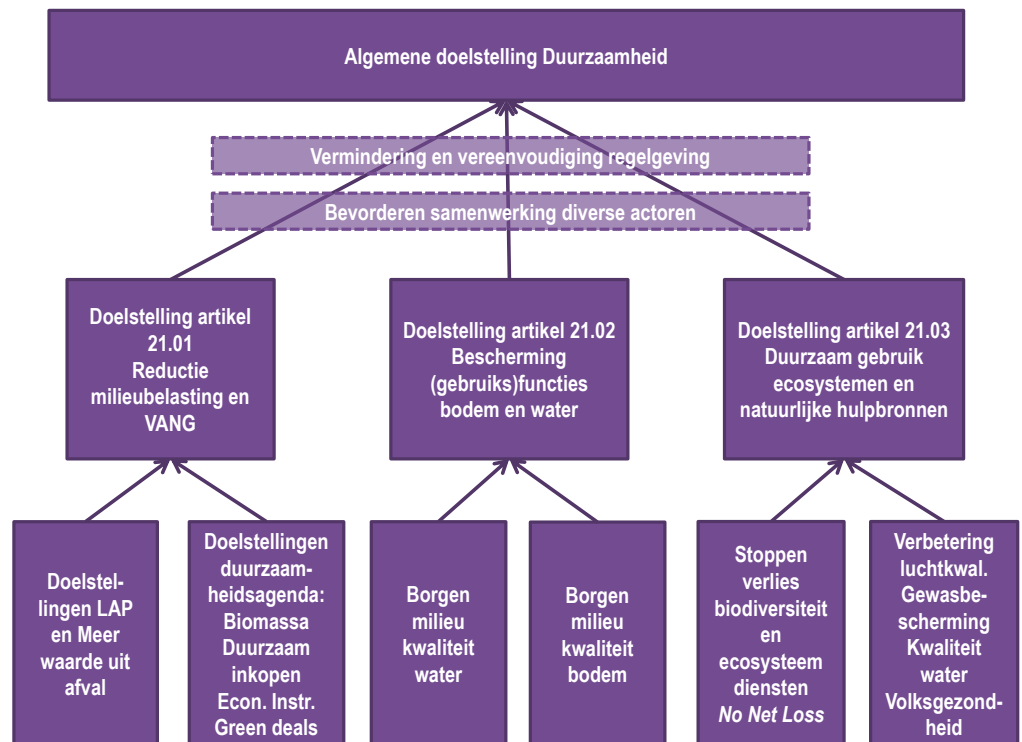 Algemene doelstelling Duurzaamheid
Vermindering en vereenvoudiging regelgeving
Bevorderen samenwerking diverse actoren
Doelstelling artikel
21.01
Reductie
milieubelasting en
VANG
Doelstelling artikel 21.02
Bescherming
(gebruiks)functies
bodem en water
Doelstelling artikel 21.03
Duurzaam gebruik
ecosystemen en
natuurlijke hulpbronnen
Doelstel-
lingen LAP
en Meer
waarde uit
afval
Doelstellingen
duurzaam-
heidsagenda:
Biomassa
Duurzaam
inkopen
Econ. Instr.
Green deals
Borgen
milieu
kwaliteit
water
Borgen
milieu
kwaliteit
bodem
Stoppen
verlies
biodiversiteit
en
ecosysteem
diensten
No Net Loss
Verbetering
luchtkwal.
Gewasbe-
scherming
Kwaliteit
water
Volksgezond-
heid